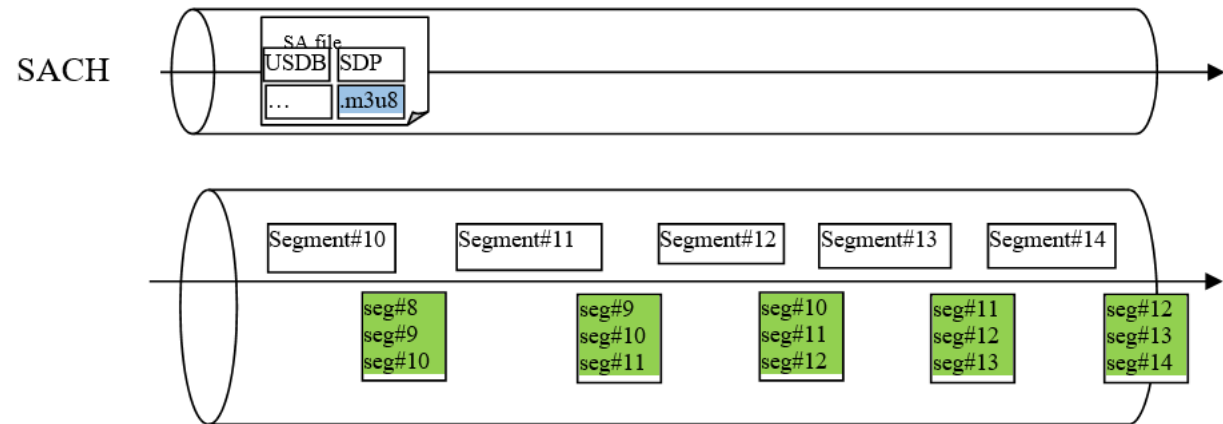 SACH
SA file
USDB SDP
… .m3u8
Segment#10 Segment#11 Segment#12 Segment#13 Segment#14
seg#8 seg#9 seg#10 seg#11 seg#12
seg#9 seg#10 seg#11 seg#12 seg#13
seg#10 seg#11 seg#12 seg#13 seg#14